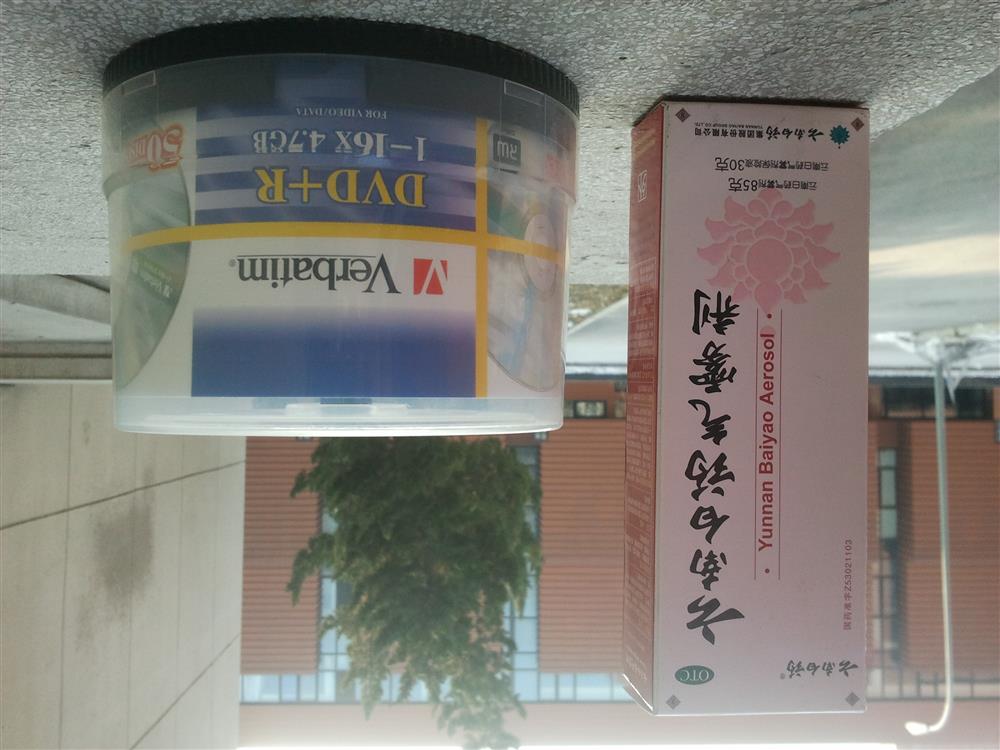 Verbatim®
DVD+R
1-16X 4.7GB
FOR VIDEO/DATA
50
云南白药®
OTC
国药准字Z53021103
云南白药气雾剂
• Yunnan Baiyao Aerosol •
云南白药气雾剂85克
云南白药气雾剂保险液30克
云南白药
集团股份有限公司
YUNNAN BAIYAO GROUP CO.,LTD.